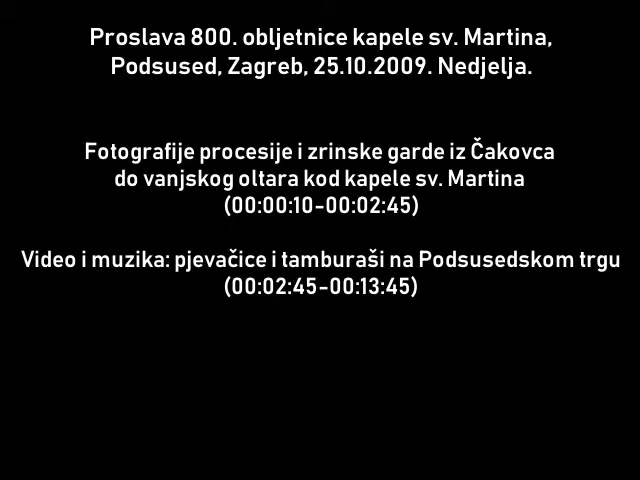 Proslava 800. obljetnice kapele sv. Martina,
Podsused, Zagreb, 25.10.2009. Nedjelja.
Fotografije procesije i zrinske garde iz Čakovca
do vanjskog oltara kod kapele sv. Martina
(00:00:10-00:02:45)
Video i muzika: pjevačice i tamburaši na Podsusedskom trgu
(00:02:45-00:13:45)